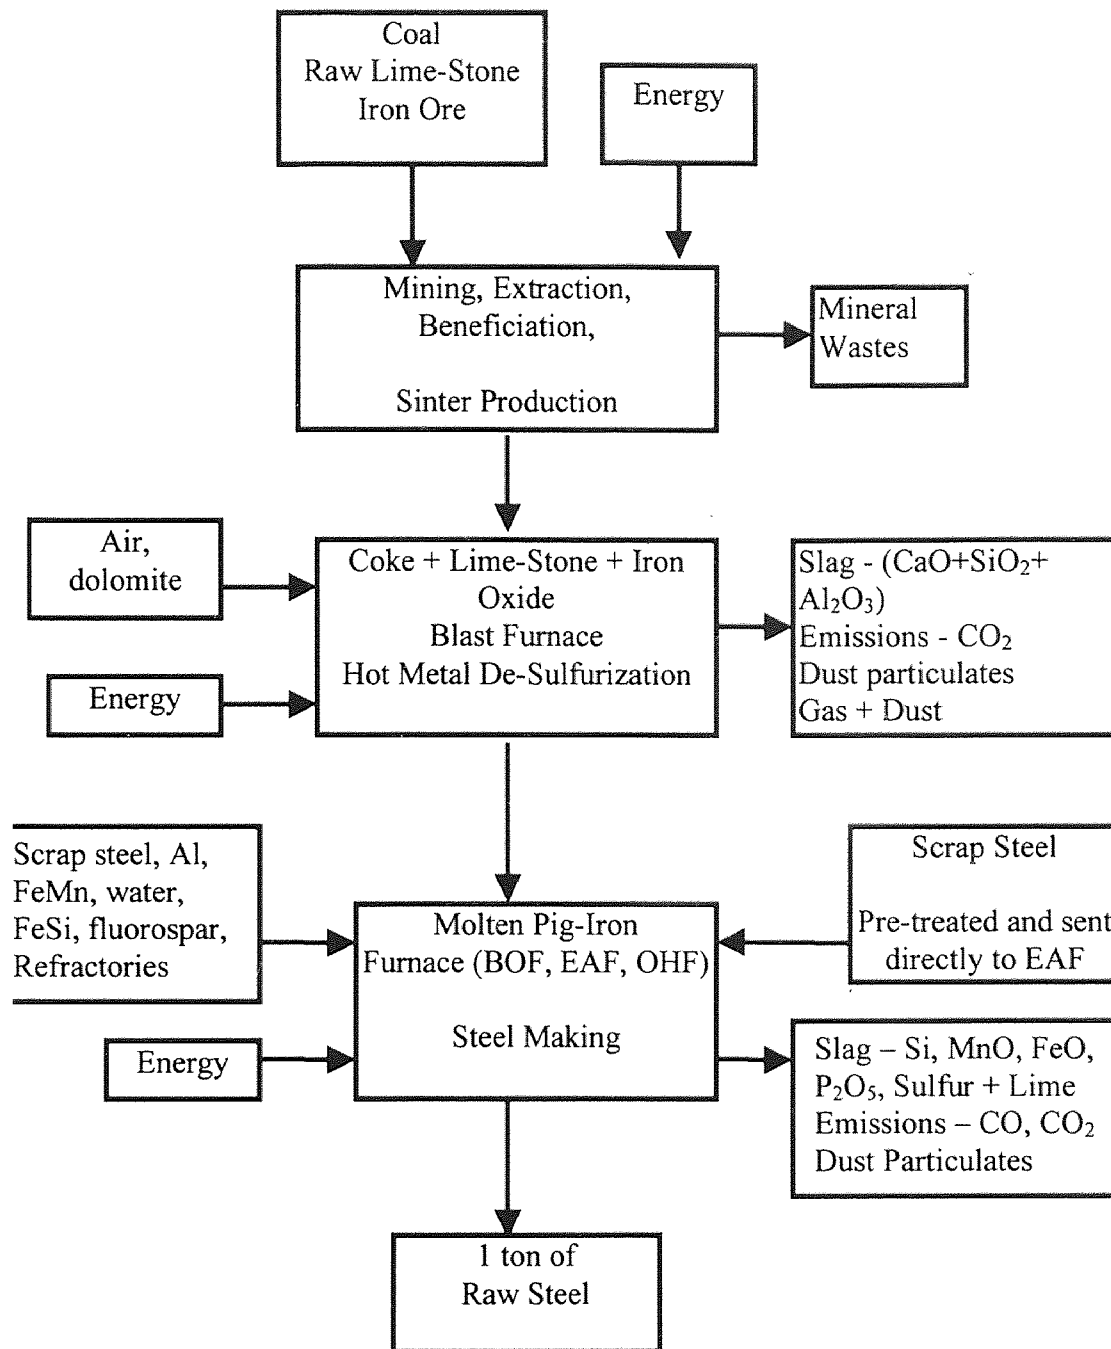 Coal
Raw Lime-Stone
Iron Ore
Energy
Mining, Extraction,
Beneficiation,
Sinter Production
Mineral
Wastes
Air,
dolomite
Energy
Coke + Lime-Stone + Iron
Oxide
Blast Furnace
Hot Metal De-Sulfurization
Slag - (CaO+SiO₂+
Al₂O₃)
Emissions - CO₂
Dust particulates
Gas + Dust
Scrap steel, Al,
FeMn, water,
FeSi, fluorospar,
Refractories
Energy
Molten Pig-Iron
Furnace (BOF, EAF, OHF)
Steel Making
Scrap Steel
Pre-treated and sent
directly to EAF
Slag – Si, MnO, FeO,
P₂O₅, Sulfur + Lime
Emissions – CO, CO₂
Dust Particulates
1 ton of
Raw Steel